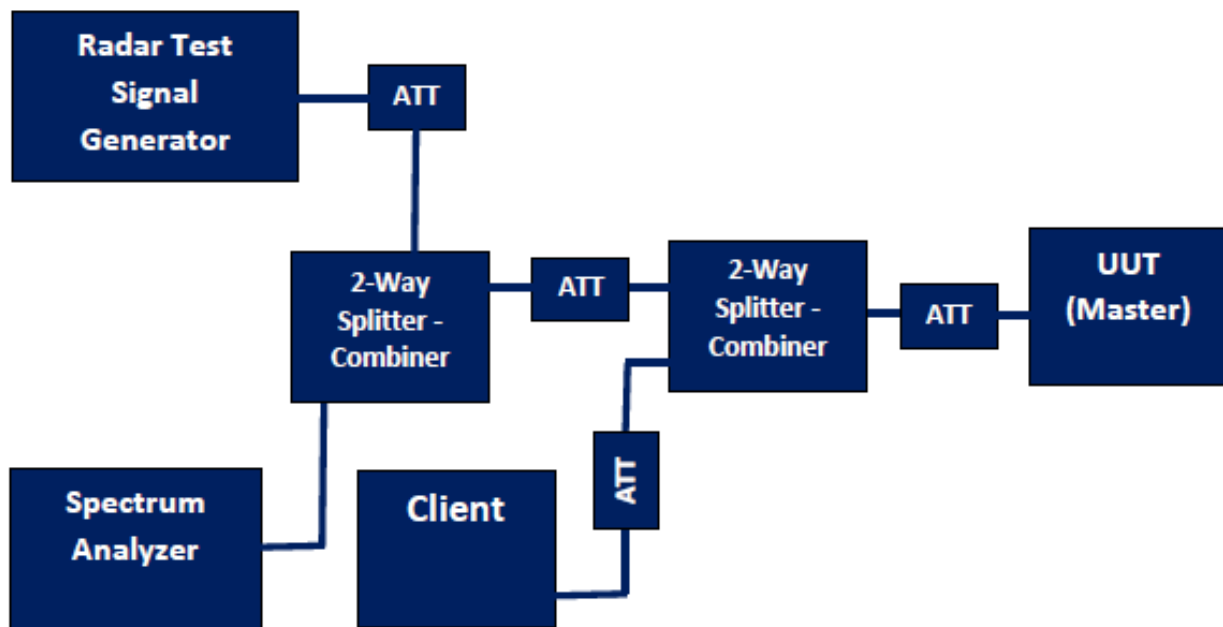 Radar Test
Signal
Generator
ATT
2-Way
Splitter -
Combiner
ATT
2-Way
Splitter -
Combiner
ATT
UUT
(Master)
ATT
Spectrum
Analyzer
Client